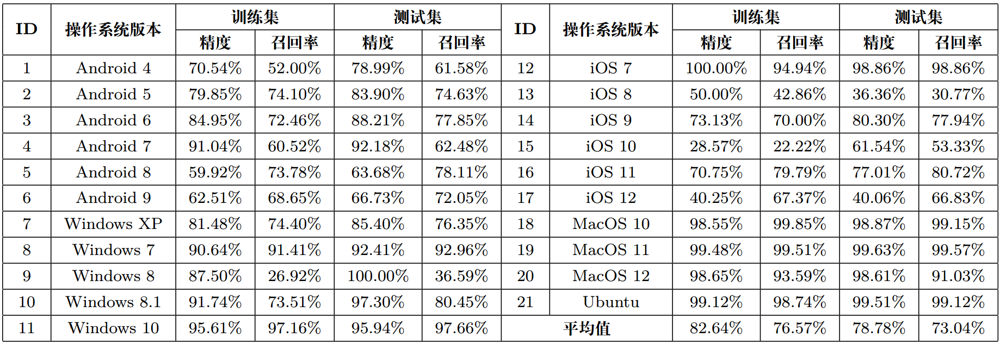 ID 操作系统版本 训练集 测试集 ID 操作系统版本 训练集 测试集
精度 召回率 精度 召回率 精度 召回率 精度 召回率
1 Android 4 70.54% 52.00% 78.99% 61.58% 12 iOS 7 100.00% 94.94% 98.86% 98.86%
2 Android 5 79.85% 74.10% 83.90% 74.63% 13 iOS 8 50.00% 42.86% 36.36% 30.77%
3 Android 6 84.95% 72.46% 88.21% 77.85% 14 iOS 9 73.13% 70.00% 80.30% 77.94%
4 Android 7 91.04% 60.52% 92.18% 62.48% 15 iOS 10 28.57% 22.22% 61.54% 53.33%
5 Android 8 59.92% 73.78% 63.68% 78.11% 16 iOS 11 70.75% 79.79% 77.01% 80.72%
6 Android 9 62.51% 68.65% 66.73% 72.05% 17 iOS 12 40.25% 67.37% 40.06% 66.83%
7 Windows XP 81.48% 74.40% 85.40% 76.35% 18 MacOS 10 98.55% 99.85% 98.87% 99.15%
8 Windows 7 90.64% 91.41% 92.41% 92.96% 19 MacOS 11 99.48% 99.51% 99.63% 99.57%
9 Windows 8 87.50% 26.92% 100.00% 36.59% 20 MacOS 12 98.65% 93.59% 98.61% 91.03%
10 Windows 8.1 91.74% 73.51% 97.30% 80.45% 21 Ubuntu 99.12% 98.74% 99.51% 99.12%
11 Windows 10 95.61% 97.16% 95.94% 97.66% 平均值 82.64% 76.57% 78.78% 73.04%